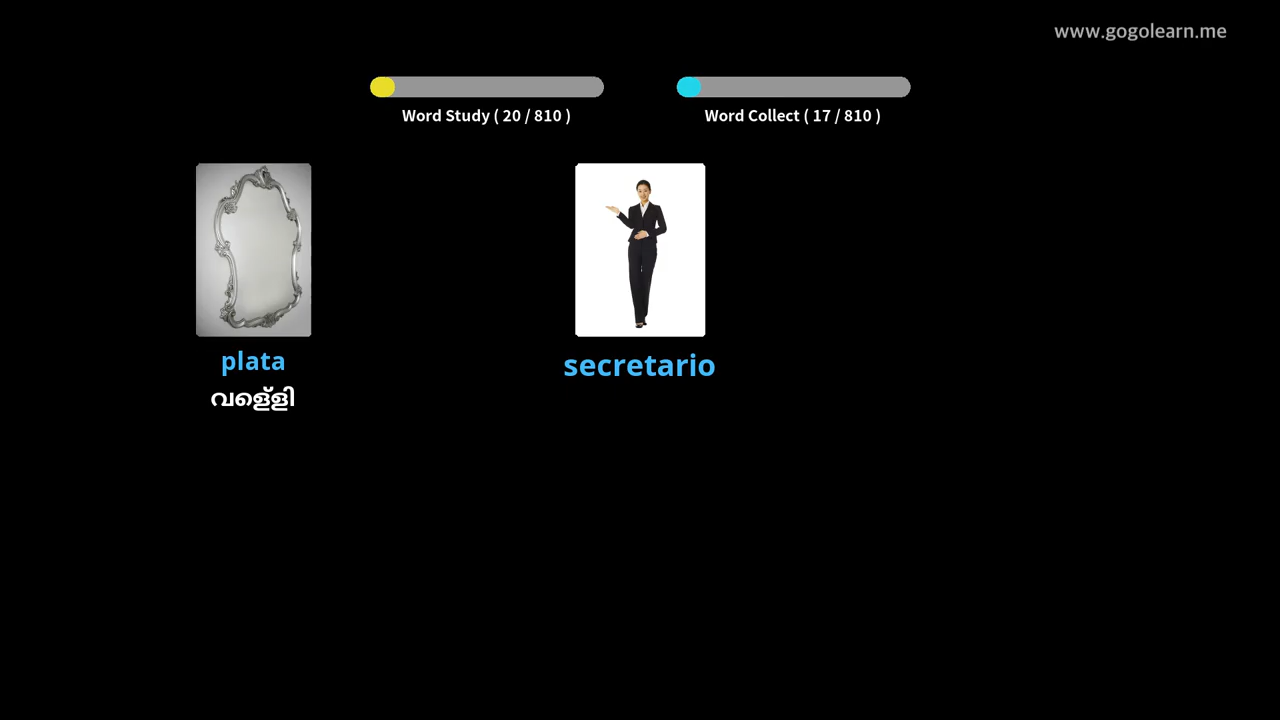 www.gogolearn.me
Word Study ( 20 / 810 )
Word Collect ( 17 / 810 )
plata
വെള്ളി
secretario